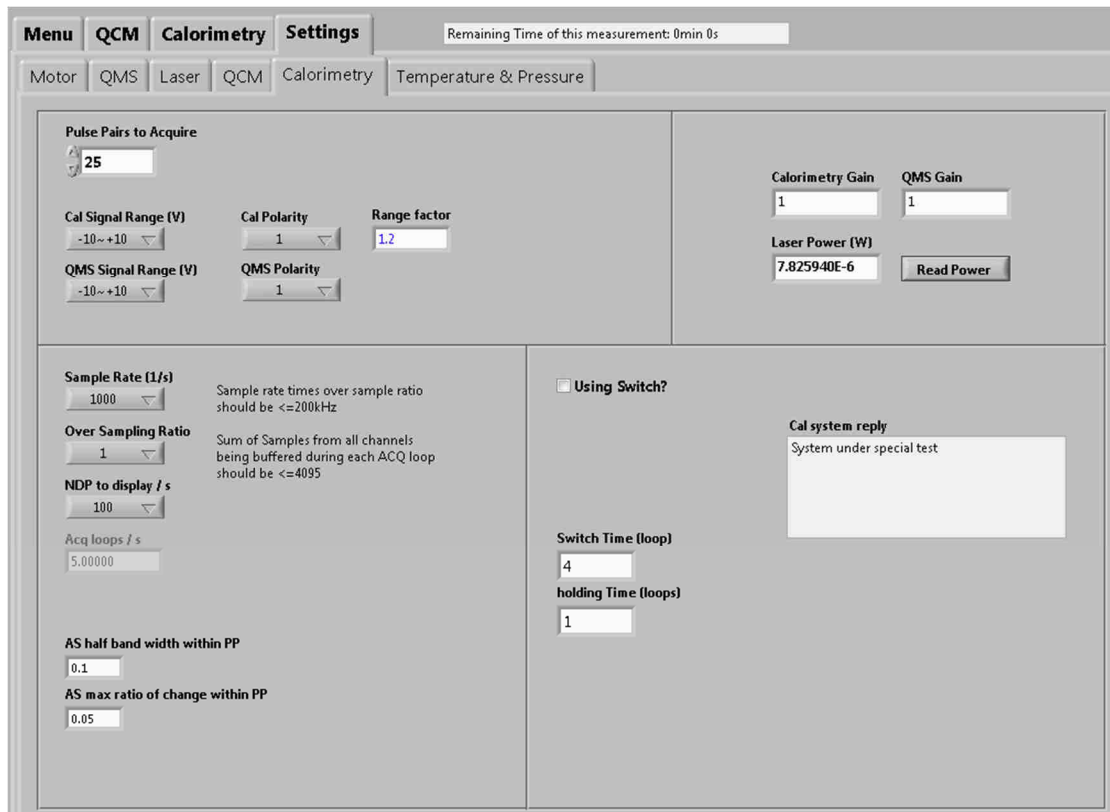 Menu QCM Calorimetry Settings
Remaining Time of this measurement: 0min 0s
Motor QMS Laser QCM Calorimetry Temperature & Pressure
Pulse Pairs to Acquire
25
Cal Signal Range (V) Cal Polarity Range factor
-10~+10 1 1.2
QMS Signal Range (V) QMS Polarity
-10~+10 1
Calorimetry Gain QMS Gain
1 1
Laser Power (W)
7.825940E-6 Read Power
Sample Rate (1/s)
1000
Sample rate times over sample ratio
should be <=200kHz
Over Sampling Ratio
1
Sum of Samples from all channels
being buffered during each ACQ loop
should be <=4095
NDP to display / s
100
Acq loops / s
5.00000
AS half band width within PP
0.1
AS max ratio of change within PP
0.05
Using Switch?
Cal system reply
System under special test
Switch Time (loop)
4
holding Time (loops)
1